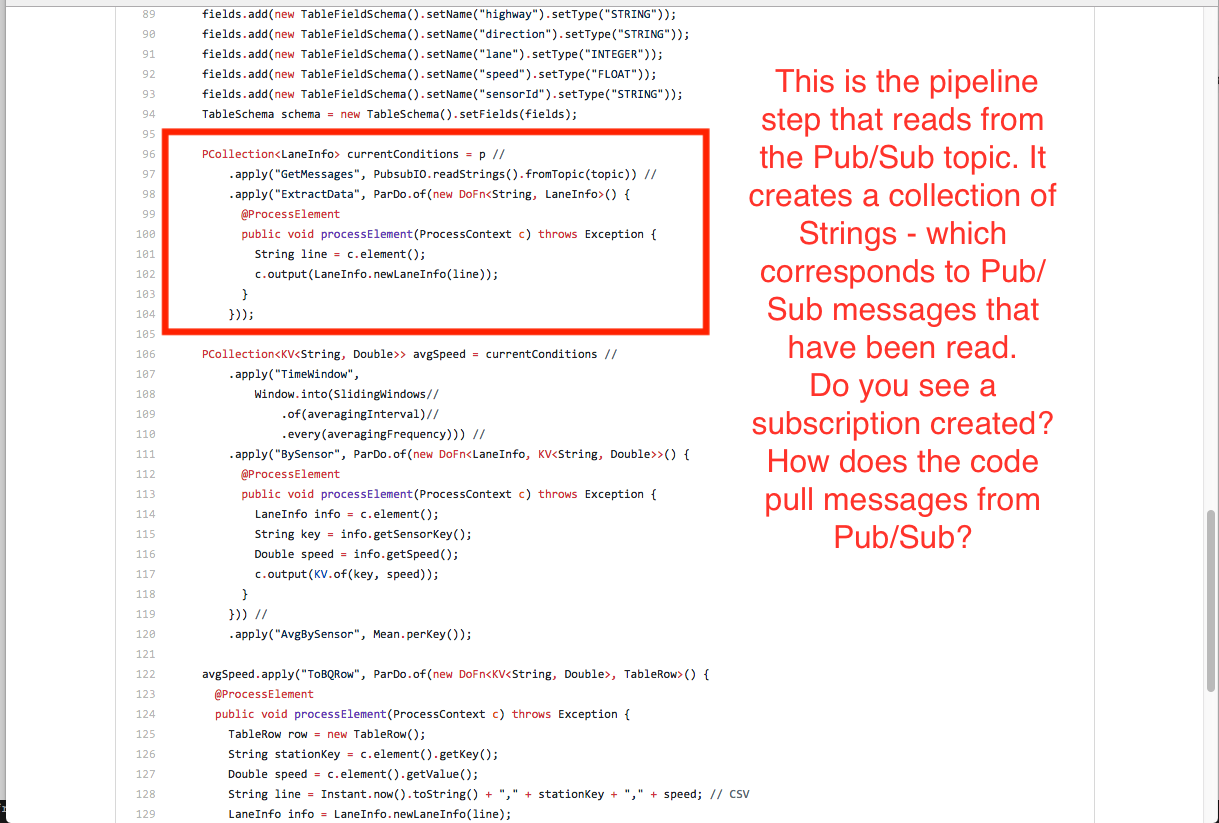 89 fields.add(new TableFieldSchema().setName("highway").setType("STRING"));
90 fields.add(new TableFieldSchema().setName("direction").setType("STRING"));
91 fields.add(new TableFieldSchema().setName("lane").setType("INTEGER"));
92 fields.add(new TableFieldSchema().setName("speed").setType("FLOAT"));
93 fields.add(new TableFieldSchema().setName("sensorId").setType("STRING"));
94 TableSchema schema = new TableSchema().setFields(fields);
95
96 PCollection<LaneInfo> currentConditions = p //
97 .apply("GetMessages", PubsubIO.readStrings().fromTopic(topic)) //
98 .apply("ExtractData", ParDo.of(new DoFn<String, LaneInfo>() {
99 @ProcessElement
100 public void processElement(ProcessContext c) throws Exception {
101 String line = c.element();
102 c.output(LaneInfo.newLaneInfo(line));
103 }
104 }));
105
106 PCollection<KV<String, Double>> avgSpeed = currentConditions //
107 .apply("TimeWindow",
108 Window.into(SlidingWindows//
109 .of(averagingInterval)//
110 .every(averagingFrequency))) //
111 .apply("BySensor", ParDo.of(new DoFn<LaneInfo, KV<String, Double>>() {
112 @ProcessElement
113 public void processElement(ProcessContext c) throws Exception {
114 LaneInfo info = c.element();
115 String key = info.getSensorKey();
116 Double speed = info.getSpeed();
117 c.output(KV.of(key, speed));
118 }
119 })) //
120 .apply("AvgBySensor", Mean.perKey());
121
122 avgSpeed.apply("ToBQRow", ParDo.of(new DoFn<KV<String, Double>, TableRow>() {
123 @ProcessElement
124 public void processElement(ProcessContext c) throws Exception {
125 TableRow row = new TableRow();
126 String stationKey = c.element().getKey();
127 Double speed = c.element().getValue();
128 String line = Instant.now().toString() + "," + stationKey + "," + speed; // CSV
129 LaneInfo info = LaneInfo.newLaneInfo(line);
This is the pipeline
step that reads from
the Pub/Sub topic. It
creates a collection of
Strings - which
corresponds to Pub/
Sub messages that
have been read.
Do you see a
subscription created?
How does the code
pull messages from
Pub/Sub?